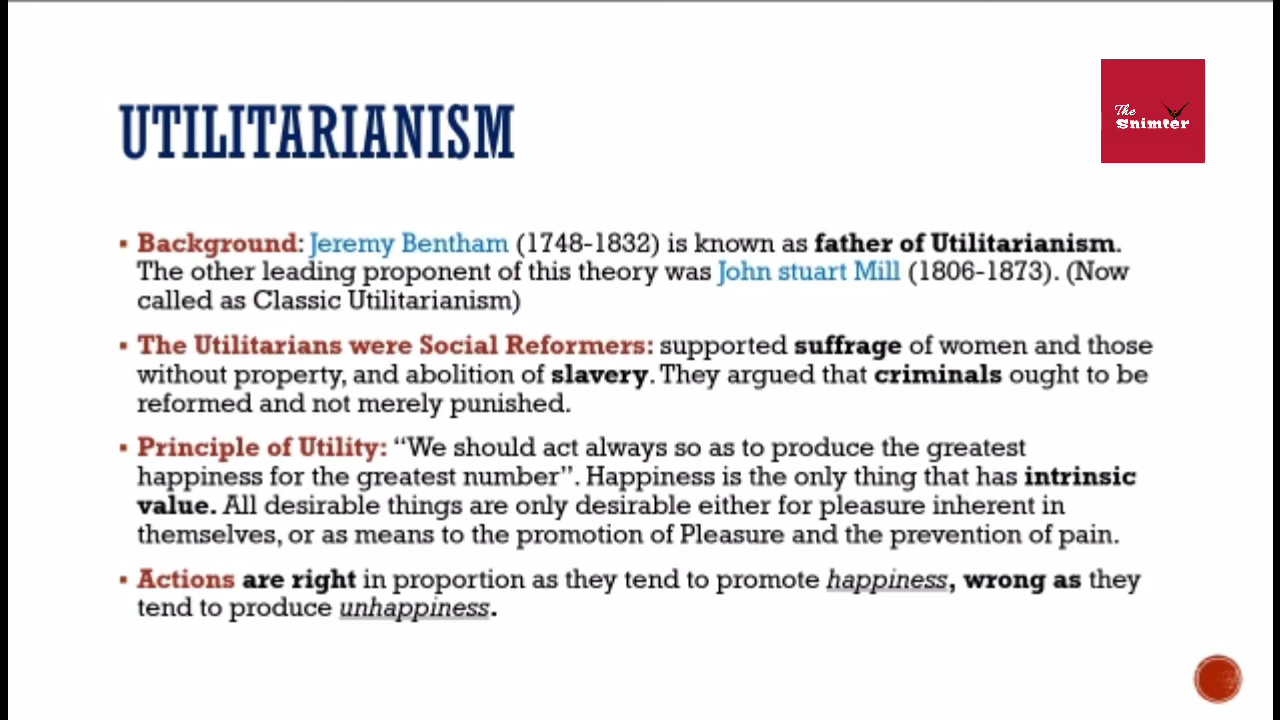 The
Snimter
UTILITARIANISM
▪ Background: Jeremy Bentham (1748-1832) is known as father of Utilitarianism.
The other leading proponent of this theory was John stuart Mill (1806-1873). (Now
called as Classic Utilitarianism)
▪ The Utilitarians were Social Reformers: supported suffrage of women and those
without property, and abolition of slavery. They argued that criminals ought to be
reformed and not merely punished.
▪ Principle of Utility: “We should act always so as to produce the greatest
happiness for the greatest number”. Happiness is the only thing that has intrinsic
value. All desirable things are only desirable either for pleasure inherent in
themselves, or as means to the promotion of Pleasure and the prevention of pain.
▪ Actions are right in proportion as they tend to promote happiness, wrong as they
tend to produce unhappiness.